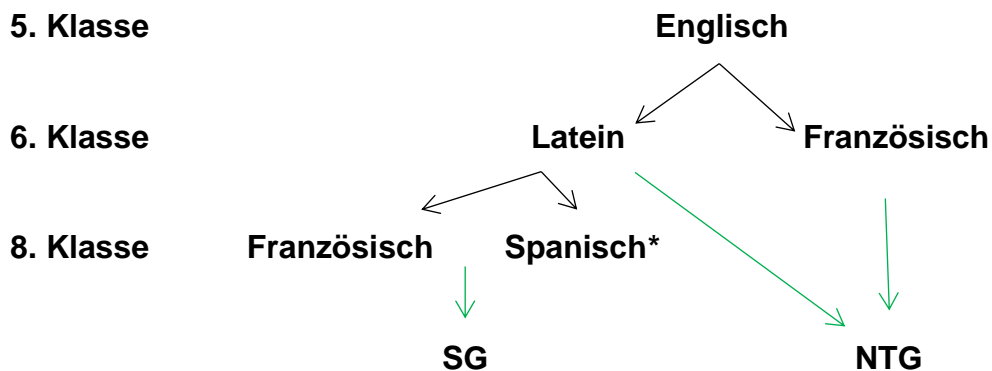 5. Klasse Englisch
6. Klasse Latein Französisch
8. Klasse Französisch Spanisch*
SG NTG